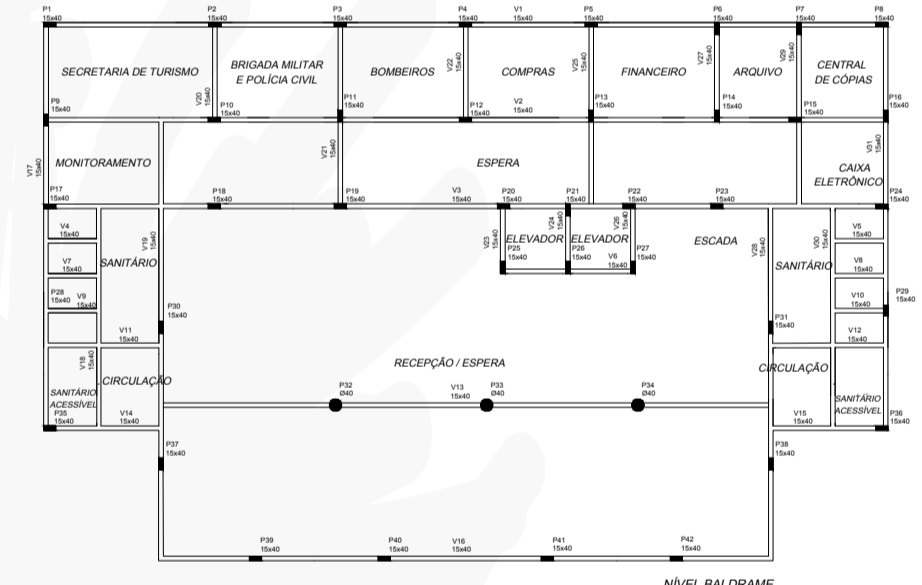 P1
15x40
P2
15x40
P3
15x40
P4
15x40
V1
15x40
P5
15x40
P6
15x40
P7
15x40
P8
15x40
SECRETARIA DE TURISMO
V20
15x40
BRIGADA MILITAR
E POLÍCIA CIVIL
BOMBEIROS
V22
15x40
COMPRAS
V25
15x40
FINANCEIRO
V27
15x40
ARQUIVO
V29
15x40
CENTRAL
DE CÓPIAS
P9
15x40
P10
15x40
P11
15x40
P12
15x40
V2
15x40
P13
15x40
P14
15x40
P15
15x40
P16
15x40
V17
15x40
MONITORAMENTO
V21
15x40
ESPERA
V31
15x40
CAIXA
ELETRÔNICO
P17
15x40
P18
15x40
P19
15x40
V3
15x40
P20
15x40
P21
15x40
P22
15x40
P23
15x40
P24
15x40
V4
15x40
V19
15x40
V23
15x40
ELEVADOR
V24
15x40
ELEVADOR
V26
15x40
ESCADA
V28
15x40
V30
15x40
V5
15x40
V7
15x40
SANITÁRIO
P25
15x40
P26
15x40
V6
15x40
P27
15x40
SANITÁRIO
V8
15x40
P28
15x40
V9
15x40
V10
15x40
P29
15x40
P30
15x40
P31
15x40
V11
15x40
V12
15x40
V18
15x40
RECEPÇÃO / ESPERA
CIRCULAÇÃO
CIRCULAÇÃO
SANITÁRIO
ACESSÍVEL
P32
Ø40
V13
15x40
P33
Ø40
P34
Ø40
SANITÁRIO
ACESSÍVEL
P35
15x40
V14
15x40
V15
15x40
P36
15x40
P37
15x40
P38
15x40
P39
15x40
P40
15x40
V16
15x40
P41
15x40
P42
15x40
NÍVEL BALDRAME